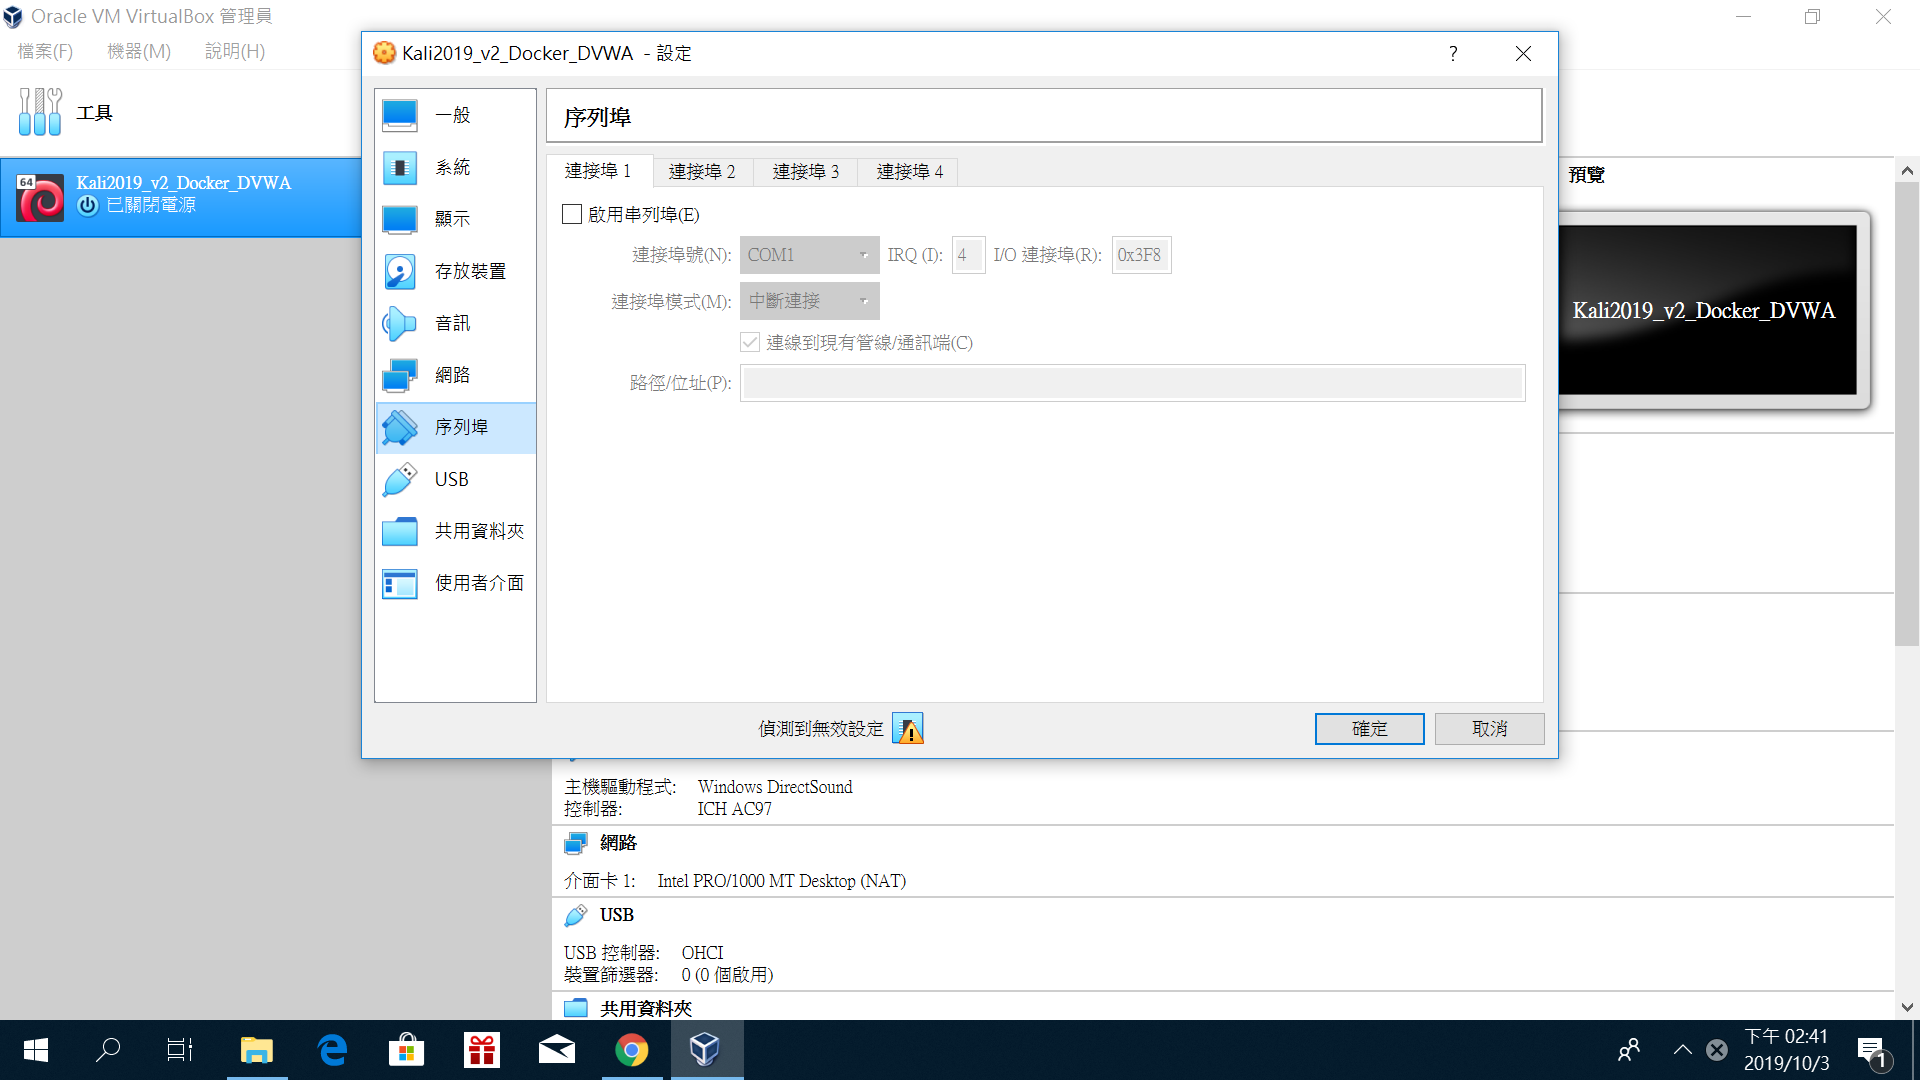 Oracle VM VirtualBox 管理員
檔案(F) 機器(M) 說明(H)
工具
64
Kali2019_v2_Docker_DVWA
已關閉電源
Kali2019_v2_Docker_DVWA - 設定
?
一般
系統
顯示
存放裝置
音訊
網路
序列埠
USB
共用資料夾
使用者介面
序列埠
連接埠 1 連接埠 2 連接埠 3 連接埠 4
啟用串列埠(E)
連接埠號(N): COM1 IRQ (I): 4 I/O 連接埠(R): 0x3F8
連接埠模式(M): 中斷連接
連線到現有管線/通訊端(C)
路徑/位址(P):
偵測到無效設定
確定 取消
預覽
Kali2019_v2_Docker_DVWA
主機驅動程式: Windows DirectSound
控制器: ICH AC97
網路
介面卡 1: Intel PRO/1000 MT Desktop (NAT)
USB
USB 控制器: OHCI
裝置篩選器: 0 (0 個啟用)
共用資料夾
下午 02:41
2019/10/3
1